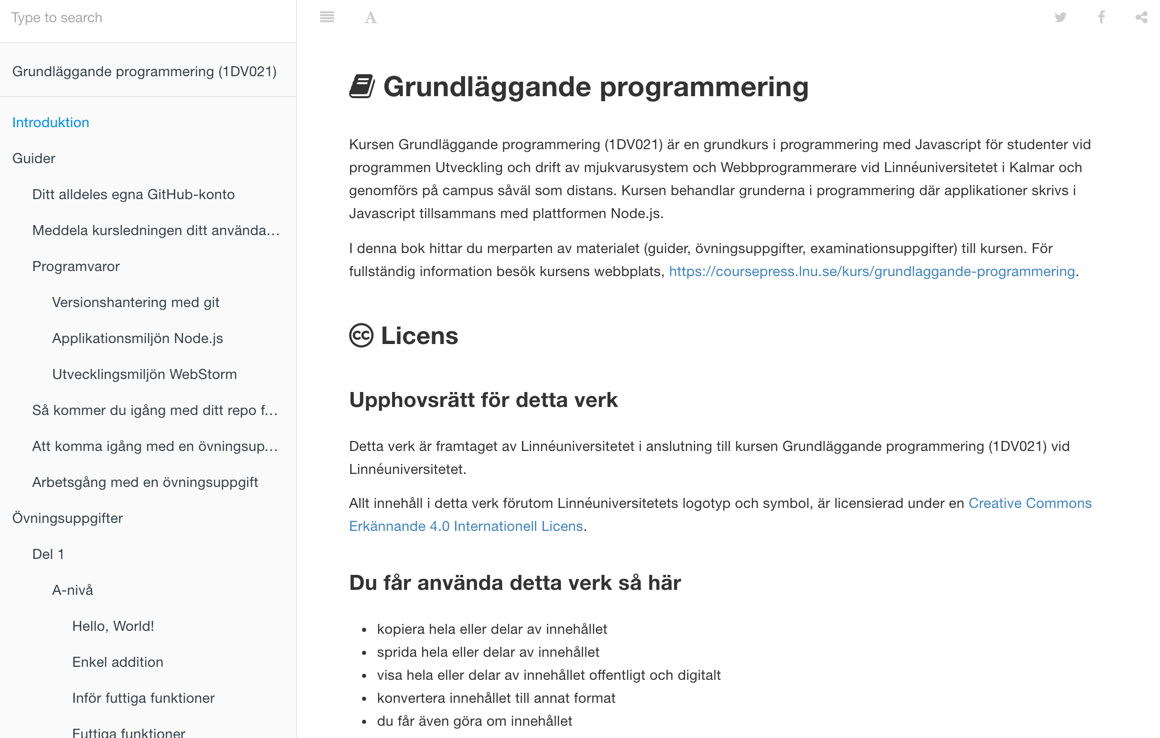 Type to search
Grundläggande programmering (1DV021)
Introduktion
Guider
Ditt alldeles egna GitHub-konto
Meddela kursledningen ditt använda…
Programvaror
Versionshantering med git
Applikationsmiljön Node.js
Utvecklingsmiljön WebStorm
Så kommer du igång med ditt repo f…
Att komma igång med en övningsup…
Arbetsgång med en övningsuppgift
Övningsuppgifter
Del 1
A-nivå
Hello, World!
Enkel addition
Inför futtiga funktioner
Futtiga funktioner
A
Grundläggande programmering
Kursen Grundläggande programmering (1DV021) är en grundkurs i programmering med Javascript för studenter vid
programmen Utveckling och drift av mjukvarusystem och Webbprogrammerare vid Linnéuniversitetet i Kalmar och
genomförs på campus såväl som distans. Kursen behandlar grunderna i programmering där applikationer skrivs i
Javascript tillsammans med plattformen Node.js.
I denna bok hittar du merparten av materialet (guider, övningsuppgifter, examinationsuppgifter) till kursen. För
fullständig information besök kursens webbplats, https://coursepress.lnu.se/kurs/grundlaggande-programmering.
cc Licens
Upphovsrätt för detta verk
Detta verk är framtaget av Linnéuniversitetet i anslutning till kursen Grundläggande programmering (1DV021) vid
Linnéuniversitetet.
Allt innehåll i detta verk förutom Linnéuniversitetets logotyp och symbol, är licensierad under en Creative Commons
Erkännande 4.0 Internationell Licens.
Du får använda detta verk så här
• kopiera hela eller delar av innehållet
• sprida hela eller delar av innehållet
• visa hela eller delar av innehållet offentligt och digitalt
• konvertera innehållet till annat format
• du får även göra om innehållet